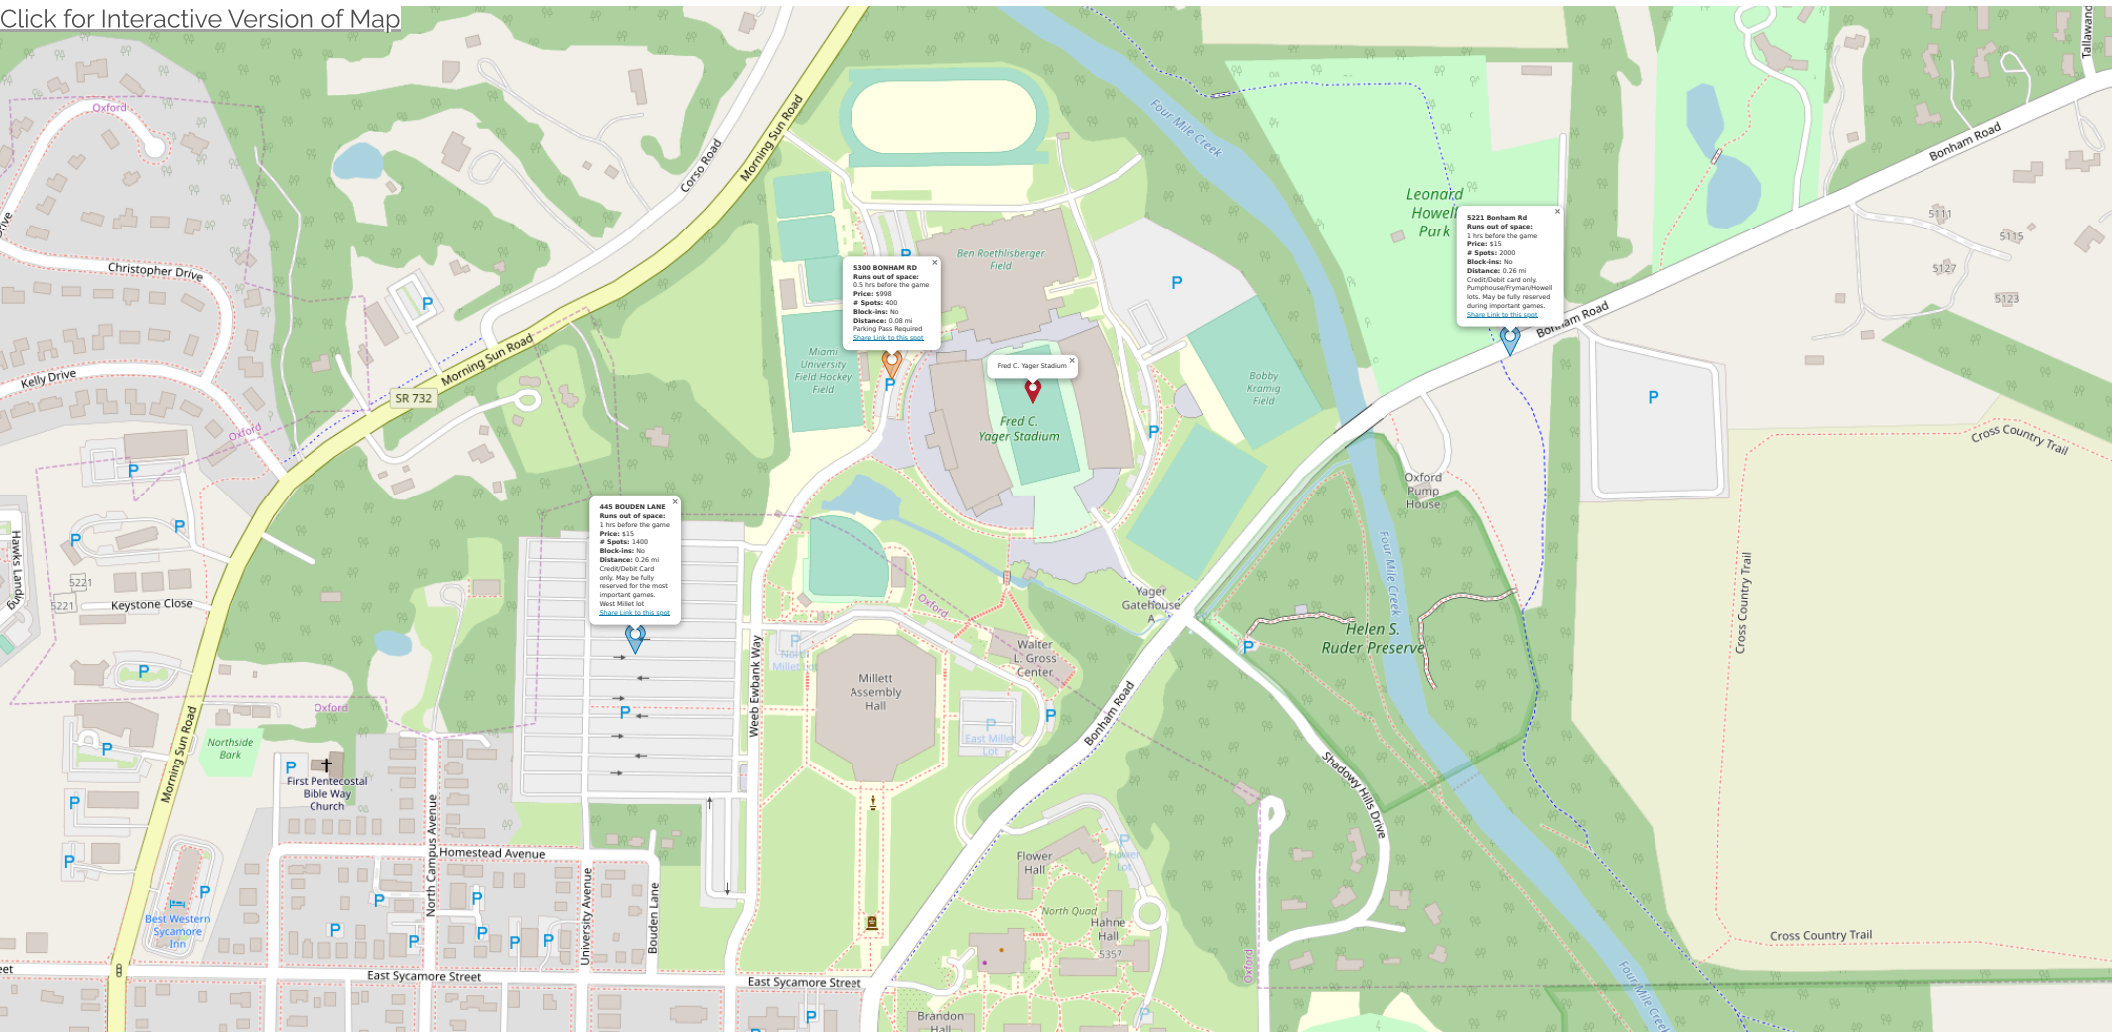 Click for Interactive Version of Map
Oxford
Tallawand
Four Mile Creek
Morning Sun Road
Corso Road
Bonham Road
Leonard
Howell
Park
5111
5115
5127
5123
Drive
Christopher Drive
P
Ben Roethlisberger
Field
P
P
5221 Bonham Rd
Runs out of space:
1 hrs before the game
Price: $15
# Spots: 2000
Block-ins: No
Distance: 0.26 mi
Credit/Debit card only.
Pumphouse/Fryman/Howell
lots. May be fully reserved
during important games.
Share Link to this spot
5300 BONHAM RD
Runs out of space:
0.5 hrs before the game
Price: $998
# Spots: 400
Block-ins: No
Distance: 0.08 mi
Parking Pass Required
Share Link to this spot
P
Bonham Road
Kelly Drive
Morning Sun Road
SR 732
Miami
University
Field Hockey
Field
P
Fred C. Yager Stadium
Fred C.
Yager Stadium
Bobby
Kramig
Field
P
P
Oxford
Cross Country Trail
P
Oxford
Pump
House
445 BOUDEN LANE
Runs out of space:
1 hrs before the game
Price: $15
# Spots: 1400
Block-ins: No
Distance: 0.26 mi
Credit/Debit Card
only. May be fully
reserved for the most
important games.
West Millet lot
Share Link to this spot
P
P
Hawks Landing
Four Mile Creek
Cross Country Trail
5221
5221
Keystone Close
Oxford
Yager
Gatehouse
A
Helen S.
Ruder Preserve
P
P
North
Millet Lot
Walter
L. Gross
Center
P
Weeb Ewbank Way
Millett
Assembly
Hall
Oxford
P
P
East Millet
Lot
P
Bonham Road
Morning Sun Road
Northside
Bark
P
P
First Pentecostal
Bible Way
Church
Shadowy Hills Drive
P
North Campus Avenue
Homestead Avenue
P
Flower
Hall
P
Flower
Lot
P
P
P
University Avenue
Bouden Lane
Best Western
Sycamore
Inn
P
P
P
P
P
North Quad
Hahne
Hall
5357
Cross Country Trail
Oxford
Four Mile Creek
East Sycamore Street
East Sycamore Street
Brandon
Hall
P
P
P